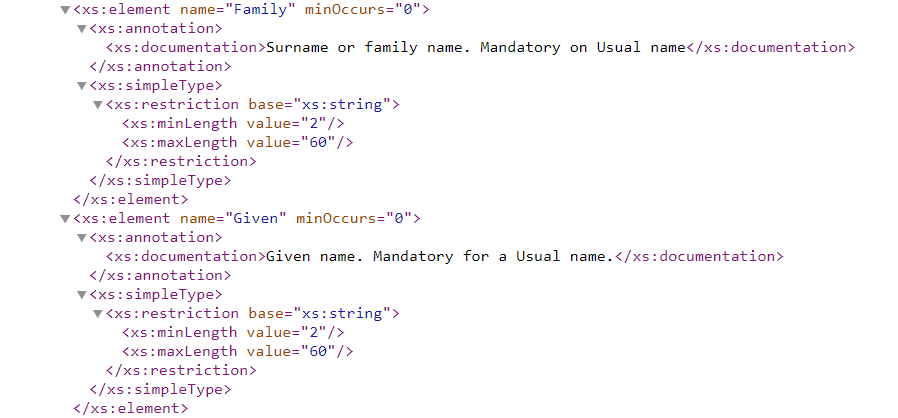 <xs:element name="Family" minOccurs="0">
<xs:annotation>
<xs:documentation>Surname or family name. Mandatory on Usual name</xs:documentation>
</xs:annotation>
<xs:simpleType>
<xs:restriction base="xs:string">
<xs:minLength value="2"/>
<xs:maxLength value="60"/>
</xs:restriction>
</xs:simpleType>
</xs:element>
<xs:element name="Given" minOccurs="0">
<xs:annotation>
<xs:documentation>Given name. Mandatory for a Usual name.</xs:documentation>
</xs:annotation>
<xs:simpleType>
<xs:restriction base="xs:string">
<xs:minLength value="2"/>
<xs:maxLength value="60"/>
</xs:restriction>
</xs:simpleType>
</xs:element>